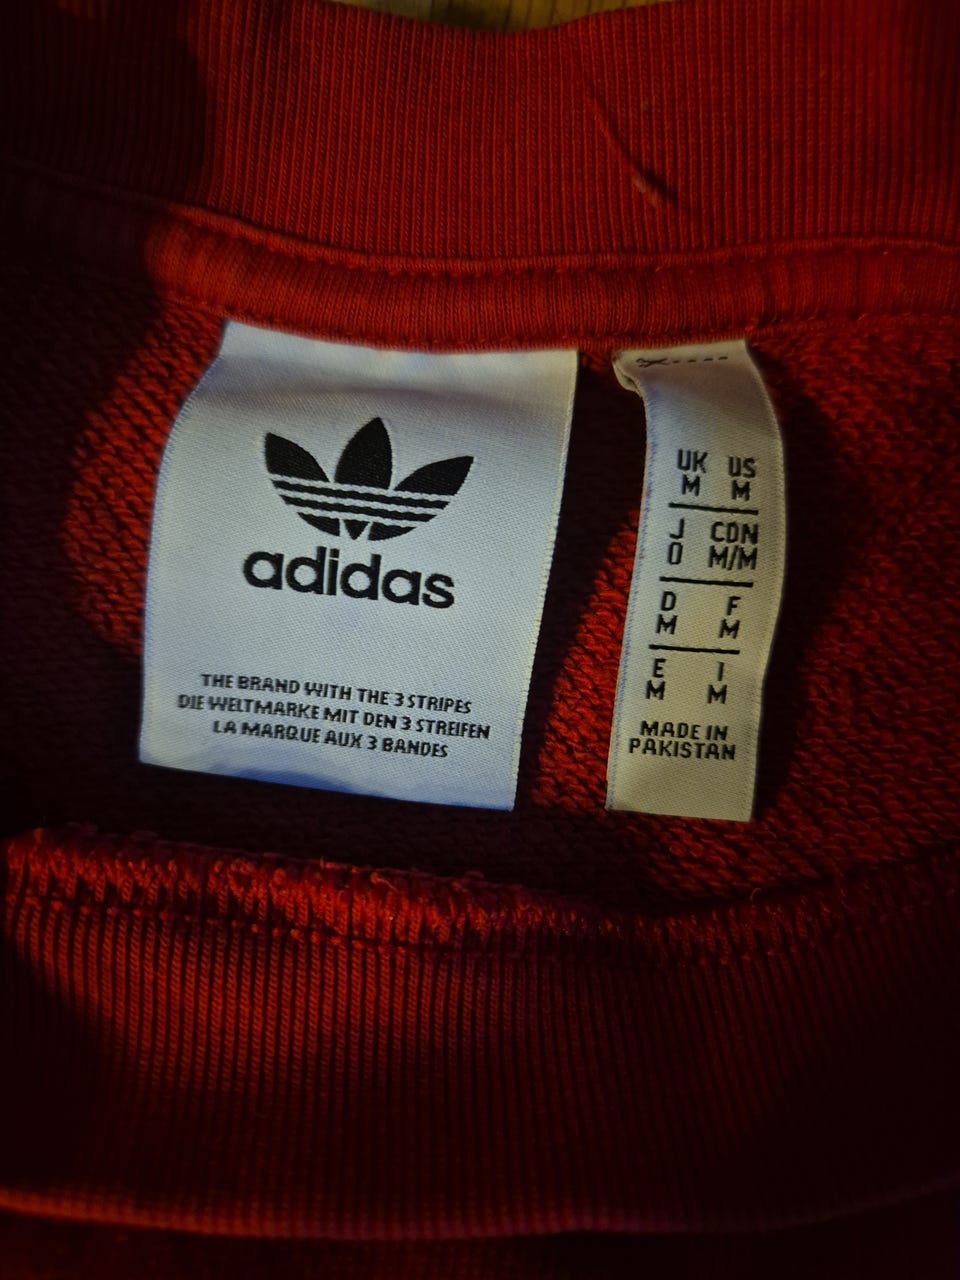 adidas
THE BRAND WITH THE 3 STRIPES
DIE WELTMARKE MIT DEN 3 STREIFEN
LA MARQUE AUX 3 BANDES
UK US
M M
J CDN
O M/M
D F
M M
E I
M M
MADE IN
PAKISTAN